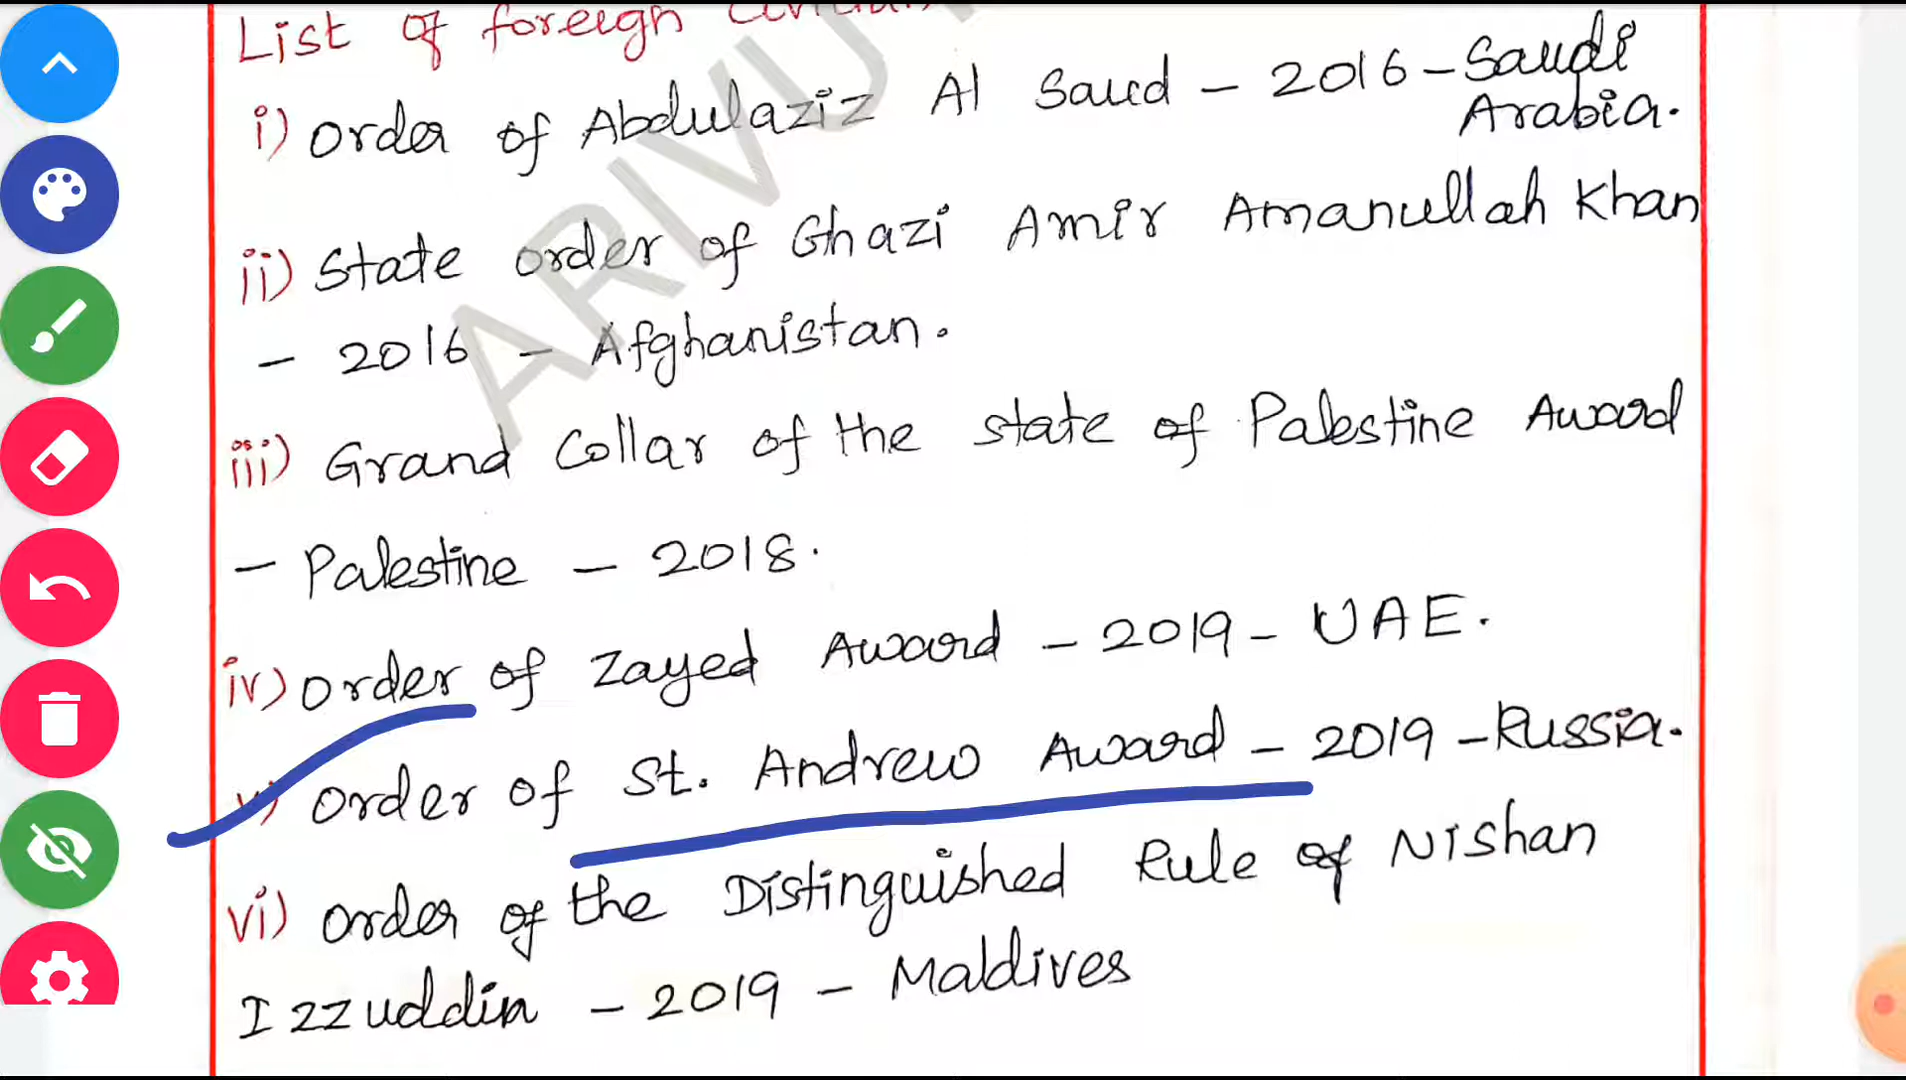 List of foreign
i) Order of Abdulaziz Al Saud - 2016 - Saudi
Arabia.
ii) State order of Ghazi Amir Amanullah Khan
- 2016 - Afghanistan.
iii) Grand Collar of the state of Palestine Award
- Palestine - 2018.
iv) Order of Zayed Award - 2019 - UAE.
v) Order of St. Andrew Award - 2019 - Russia.
vi) Order of the Distinguished Rule of Nishan
Izzuddin - 2019 - Maldives